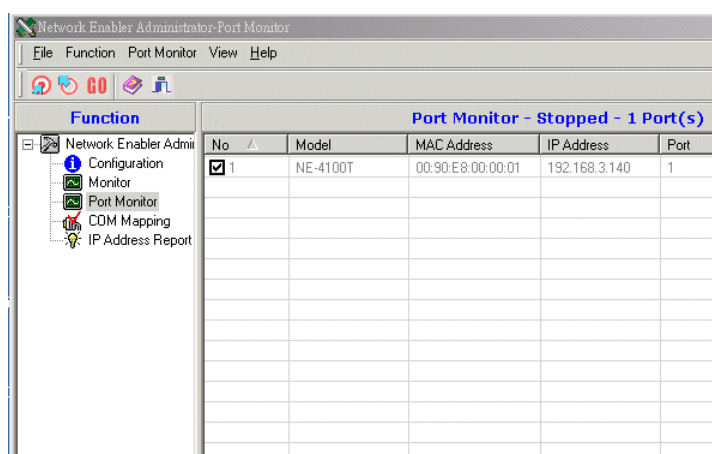 Network Enabler Administrator-Port Monitor
File Function Port Monitor View Help
GO
Function
Port Monitor - Stopped - 1 Port(s)
Network Enabler Admi
Configuration
Monitor
Port Monitor
COM Mapping
IP Address Report
No Model MAC Address IP Address Port
1 NE-4100T 00:90:E8:00:00:01 192.168.3.140 1